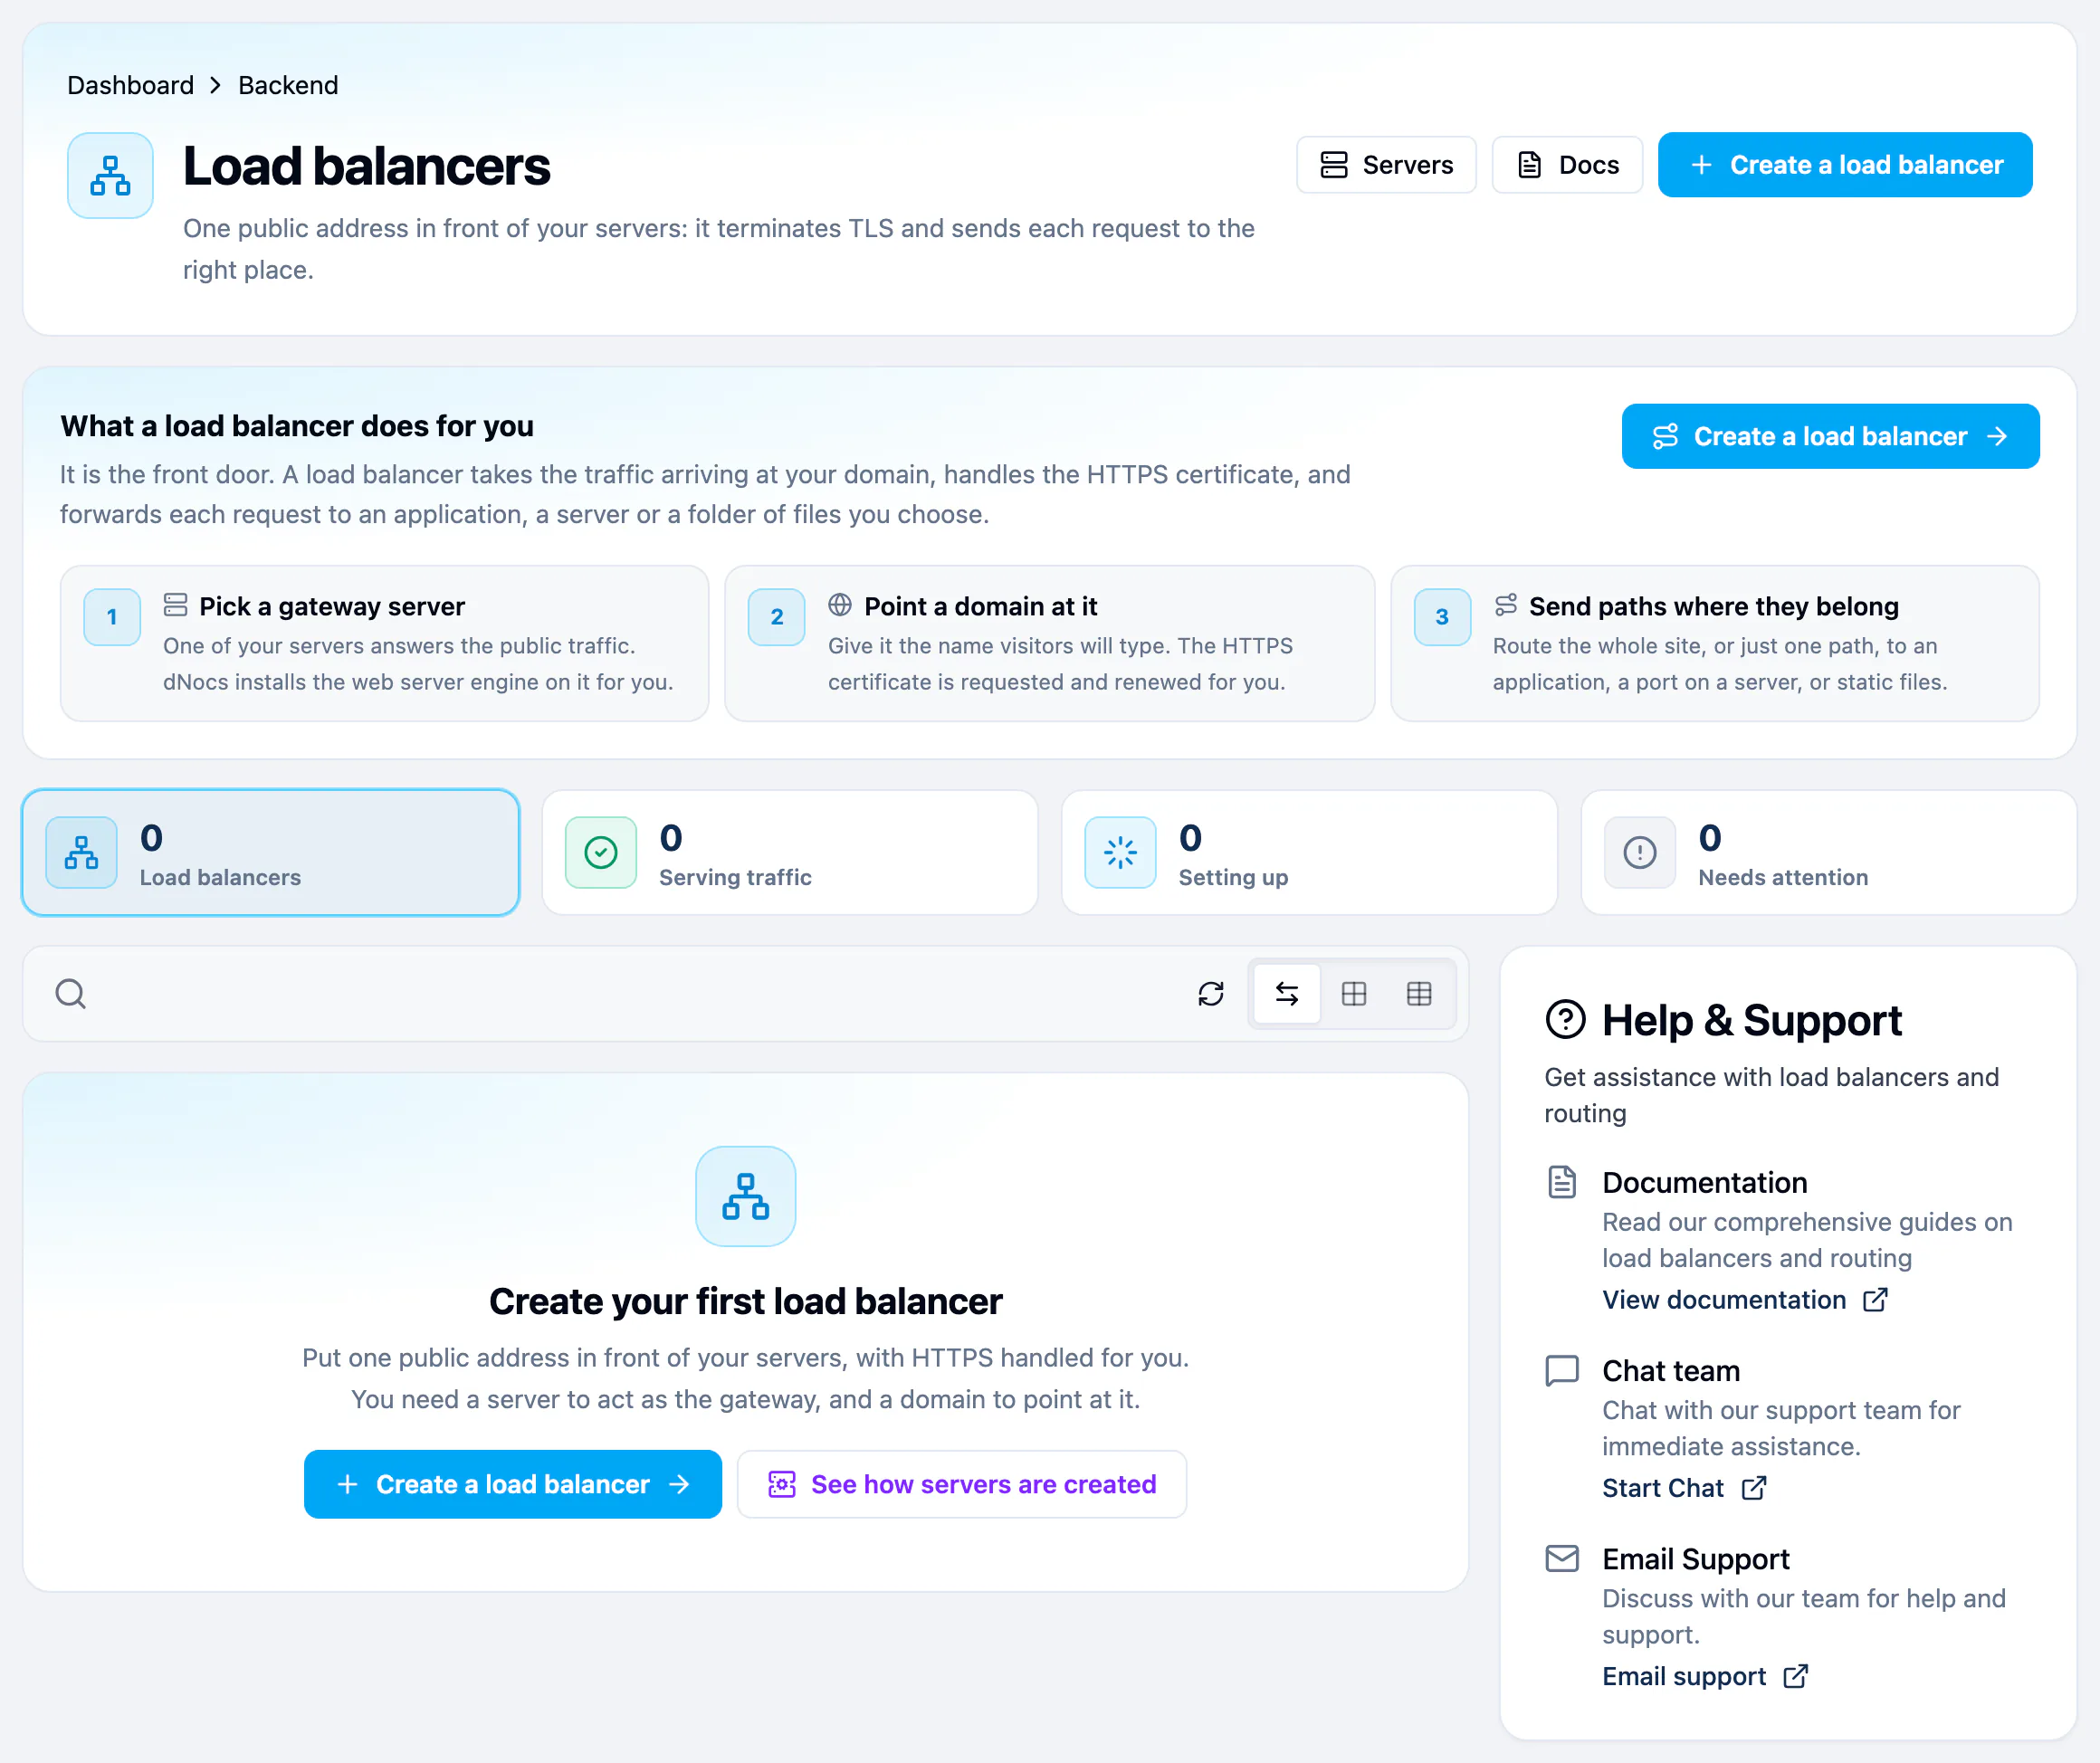 Dashboard > Backend
Load balancers
One public address in front of your servers: it terminates TLS and sends each request to the
right place.
Servers
Docs
Create a load balancer
What a load balancer does for you
It is the front door. A load balancer takes the traffic arriving at your domain, handles the HTTPS certificate, and
forwards each request to an application, a server or a folder of files you choose.
Create a load balancer
1
Pick a gateway server
One of your servers answers the public traffic.
dNocs installs the web server engine on it for you.
2
Point a domain at it
Give it the name visitors will type. The HTTPS
certificate is requested and renewed for you.
3
Send paths where they belong
Route the whole site, or just one path, to an
application, a port on a server, or static files.
0
Load balancers
0
Serving traffic
0
Setting up
0
Needs attention
Create your first load balancer
Put one public address in front of your servers, with HTTPS handled for you.
You need a server to act as the gateway, and a domain to point at it.
Create a load balancer
See how servers are created
Help & Support
Get assistance with load balancers and
routing
Documentation
Read our comprehensive guides on
load balancers and routing
View documentation
Chat team
Chat with our support team for
immediate assistance.
Start Chat
Email Support
Discuss with our team for help and
support.
Email support